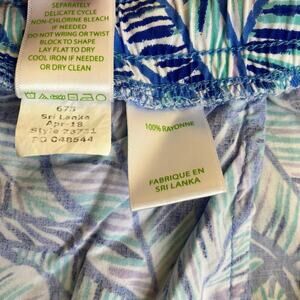 SEPARATELY
DELICATE CYCLE
NON-CHLORINE BLEACH
IF NEEDED
DO NOT WRING OR TWIST
BLOCK TO SHAPE
LAY FLAT TO DRY
COOL IRON IF NEEDED
OR DRY CLEAN
675
Sri Lanka
Apr-18
Style 73731
PO C48544
100% RAYONNE
FABRIQUE EN
SRI LANKA